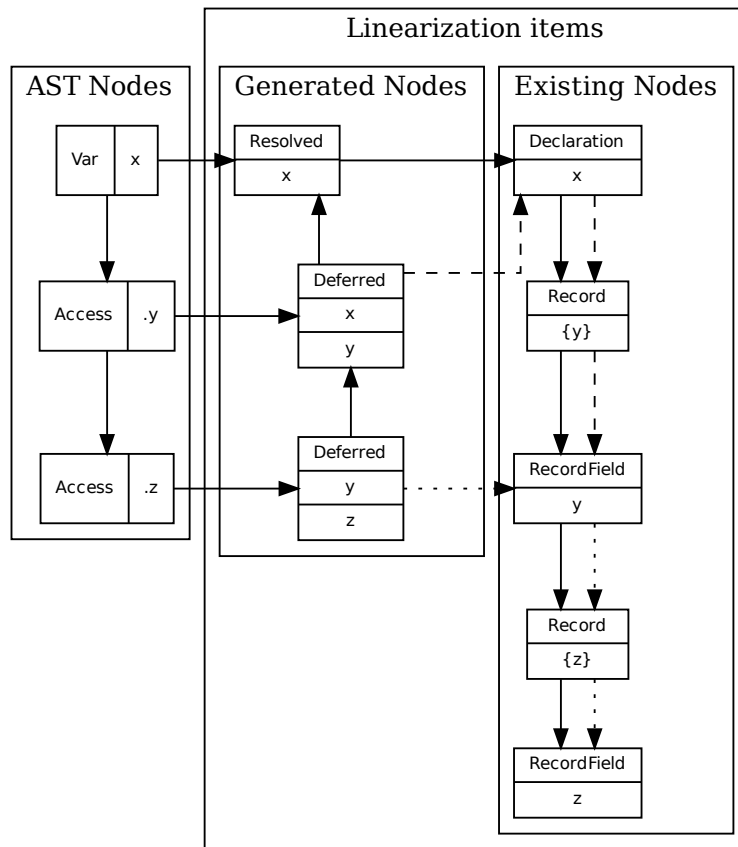 Linearization items
AST Nodes
Generated Nodes
Existing Nodes
Var
x
Resolved
x
Declaration
x
Access
.y
Deferred
x
y
Record
{y}
Access
.z
Deferred
y
z
RecordField
y
Record
{z}
RecordField
z